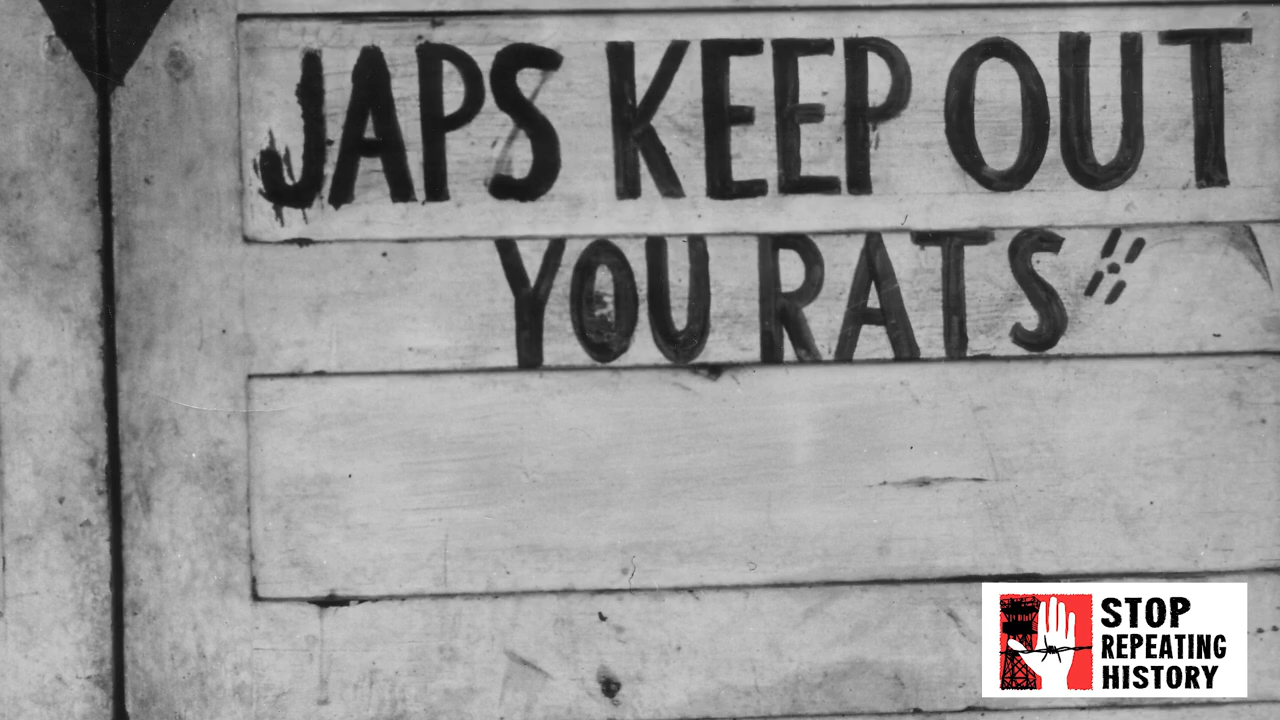 JAPS KEEP OUT
YOU RATS"
STOP
REPEATING
HISTORY